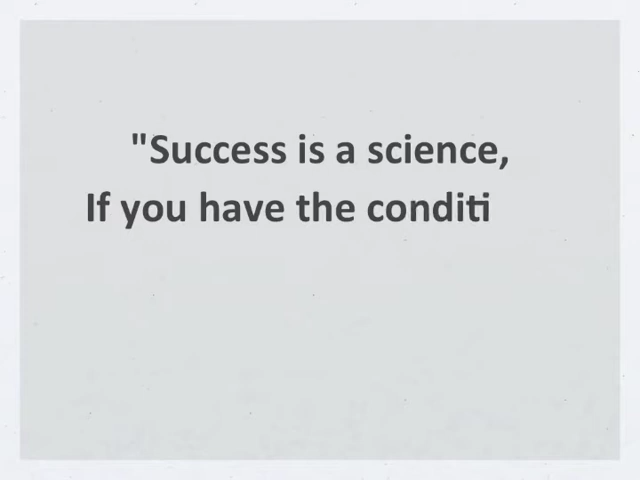 "Success is a science,
If you have the conditi